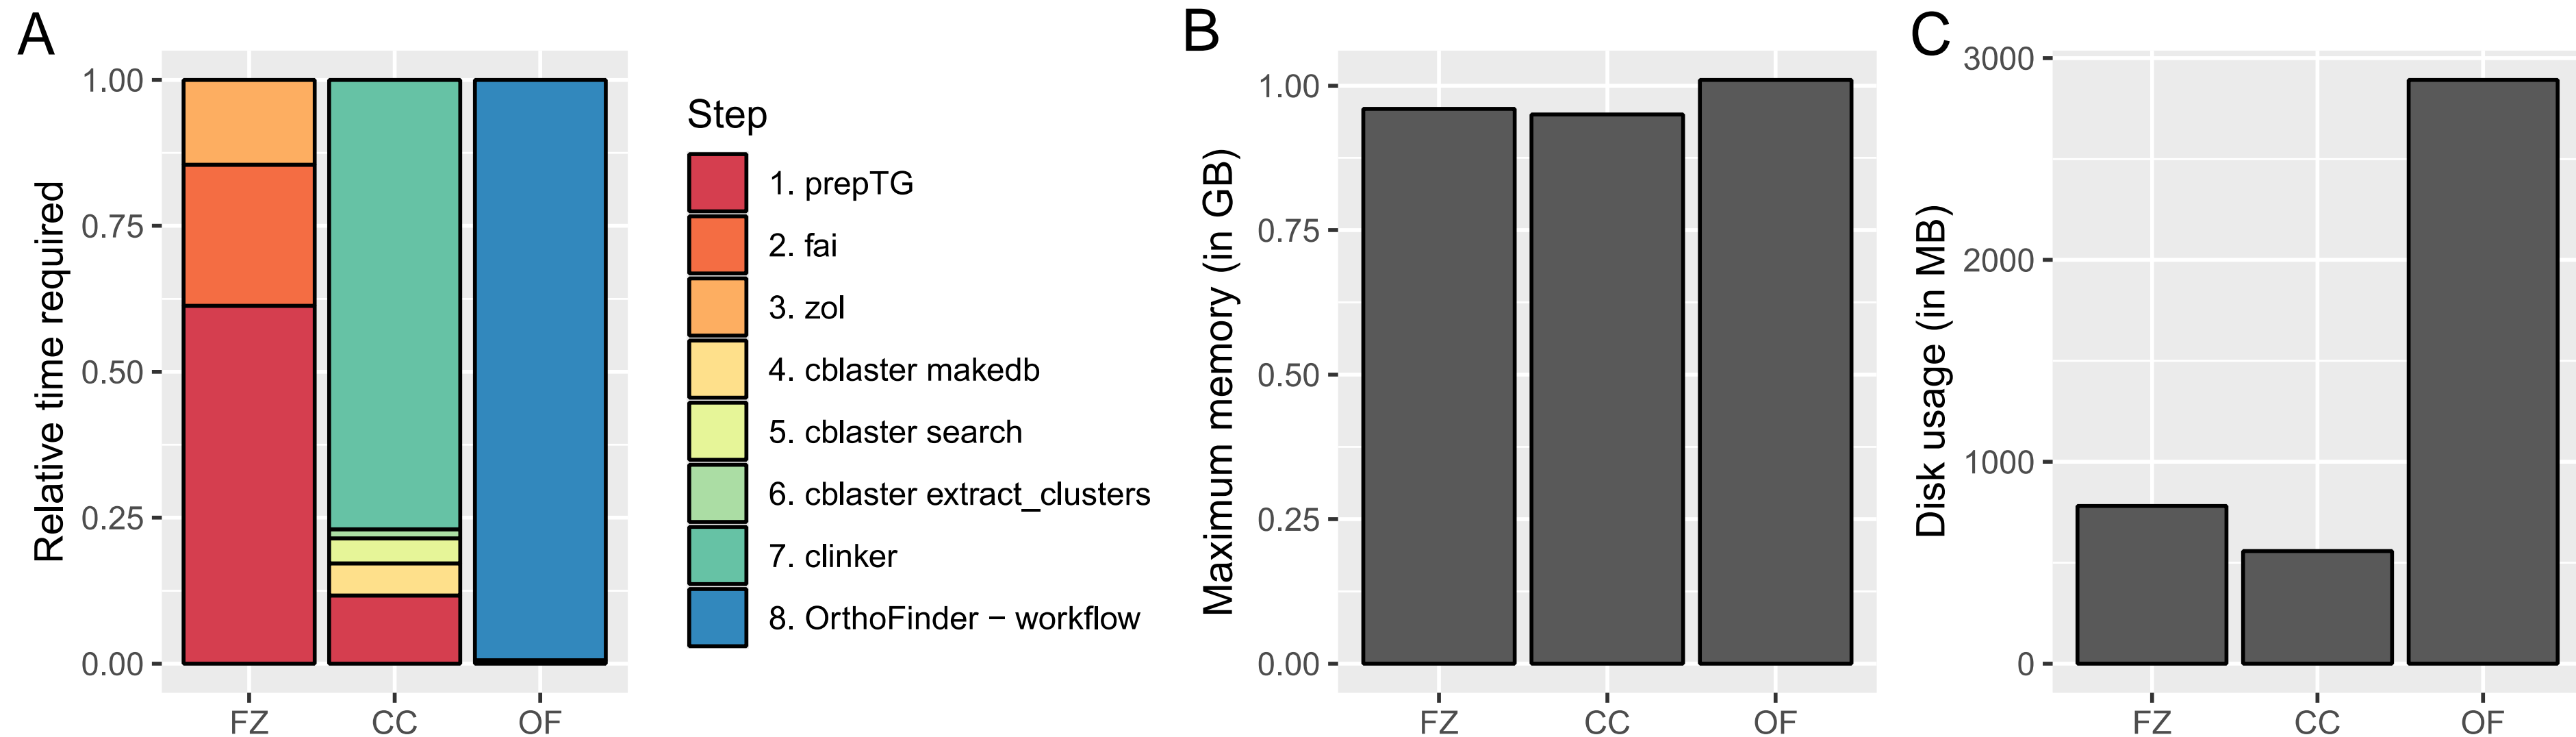 A
Relative time required
1.00
0.75
0.50
0.25
0.00
FZ CC OF
Step
1. prepTG
2. fai
3. zol
4. cblaster makedb
5. cblaster search
6. cblaster extract_clusters
7. clinker
8. OrthoFinder − workflow
B
Maximum memory (in GB)
1.00
0.75
0.50
0.25
0.00
FZ CC OF
C
Disk usage (in MB)
3000
2000
1000
0
FZ CC OF